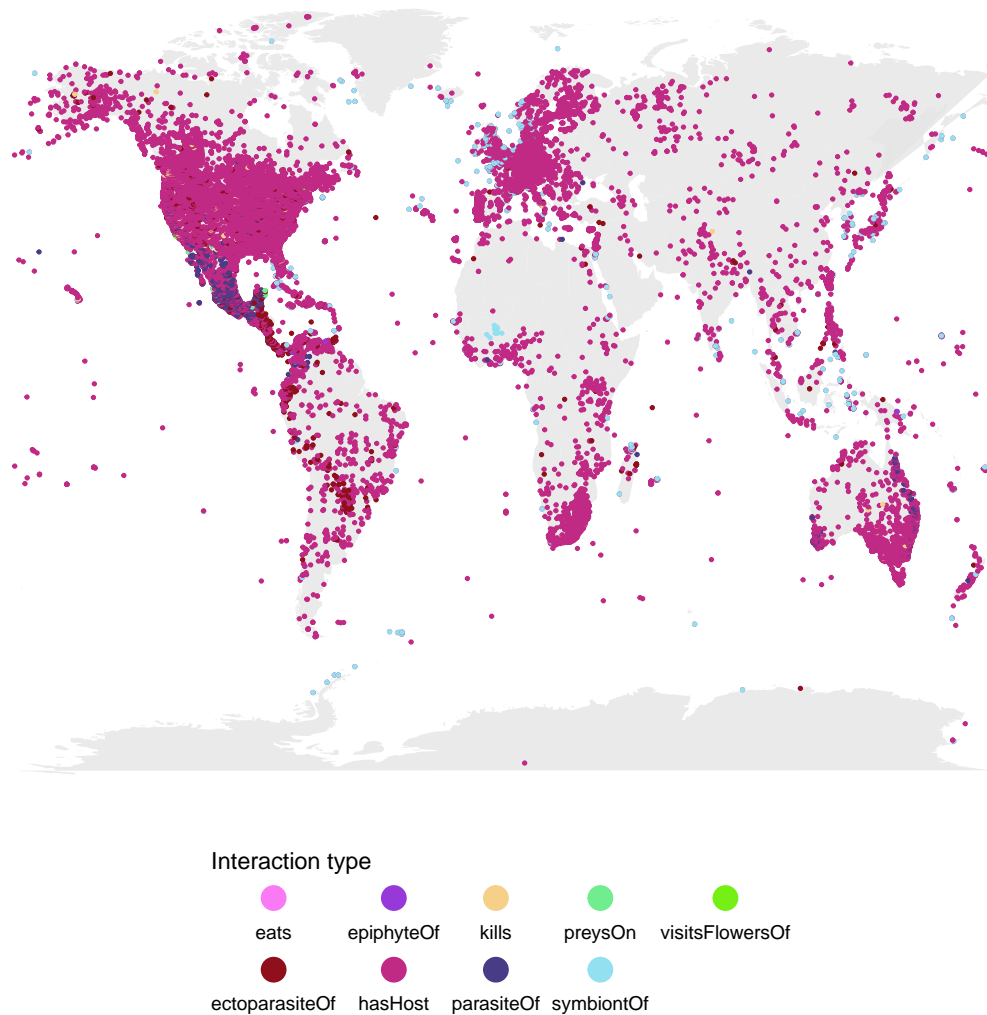 Interaction type
eats epiphyteOf kills preysOn visitsFlowersOf
ectoparasiteOf hasHost parasiteOf symbiontOf